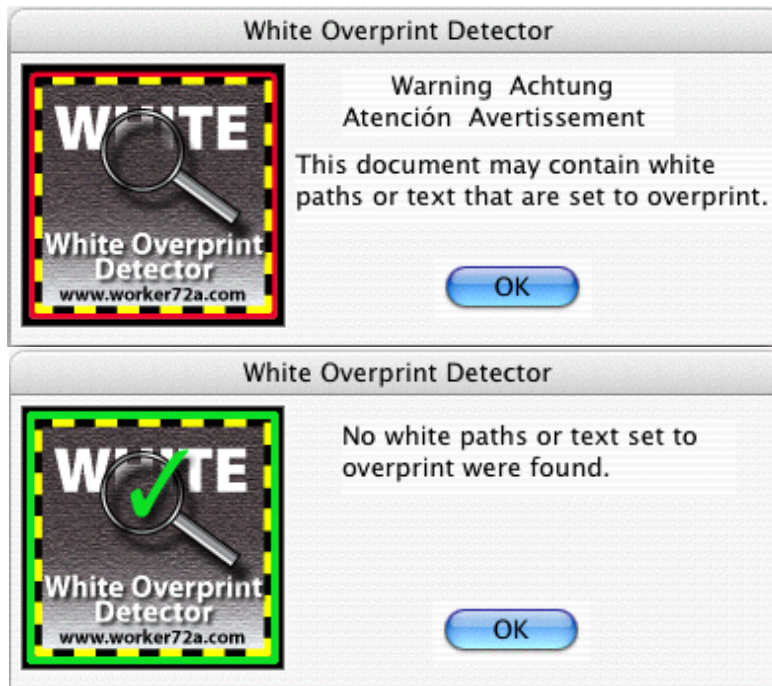 White Overprint Detector
WHITE
White Overprint
Detector
www.worker72a.com
Warning Achtung
Atención Avertissement
This document may contain white
paths or text that are set to overprint.
OK
White Overprint Detector
WHITE
White Overprint
Detector
www.worker72a.com
No white paths or text set to
overprint were found.
OK